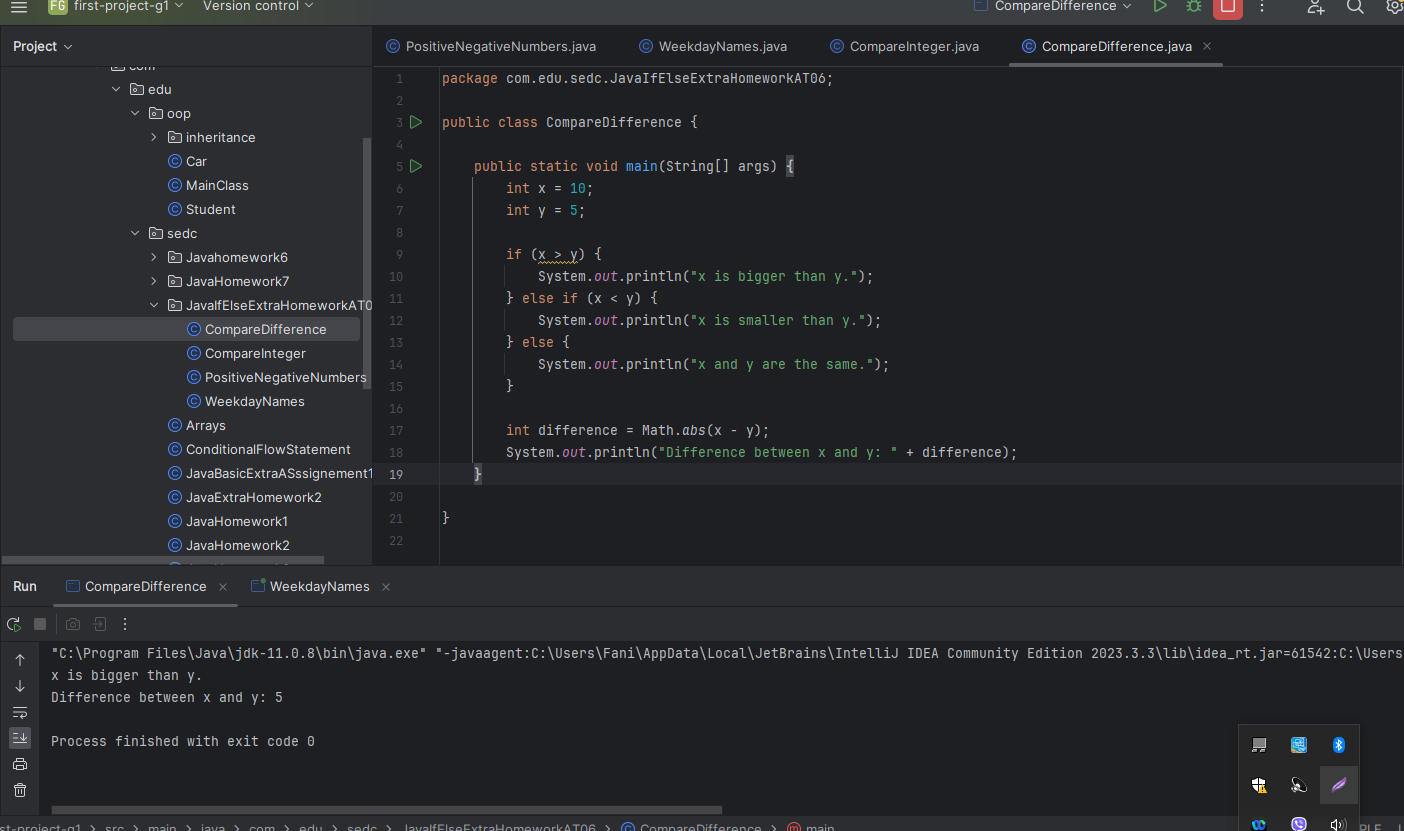 FG first-project-g1 Version control CompareDifference
Project
PositiveNegativeNumbers.java WeekdayNames.java CompareInteger.java CompareDifference.java
com
edu
oop
inheritance
Car
MainClass
Student
sedc
Javahomework6
JavaHomework7
JavaIfElseExtraHomeworkAT0
CompareDifference
CompareInteger
PositiveNegativeNumbers
WeekdayNames
Arrays
ConditionalFlowStatement
JavaBasicExtraASssignement1
JavaExtraHomework2
JavaHomework1
JavaHomework2
1 package com.edu.sedc.JavaIfElseExtraHomeworkAT06;
2
3 public class CompareDifference {
4
5 public static void main(String[] args) {
6 int x = 10;
7 int y = 5;
8
9 if (x > y) {
10 System.out.println("x is bigger than y.");
11 } else if (x < y) {
12 System.out.println("x is smaller than y.");
13 } else {
14 System.out.println("x and y are the same.");
15 }
16
17 int difference = Math.abs(x - y);
18 System.out.println("Difference between x and y: " + difference);
19 }
20
21 }
22
Run CompareDifference WeekdayNames
"C:\Program Files\Java\jdk-11.0.8\bin\java.exe" "-javaagent:C:\Users\Fani\AppData\Local\JetBrains\IntelliJ IDEA Community Edition 2023.3.3\lib\idea_rt.jar=61542:C:\Users
x is bigger than y.
Difference between x and y: 5
Process finished with exit code 0
st-project-g1 > src > main > java > com > edu > sedc > JavaIfElseExtraHomeworkAT06 > CompareDifference > main RLF